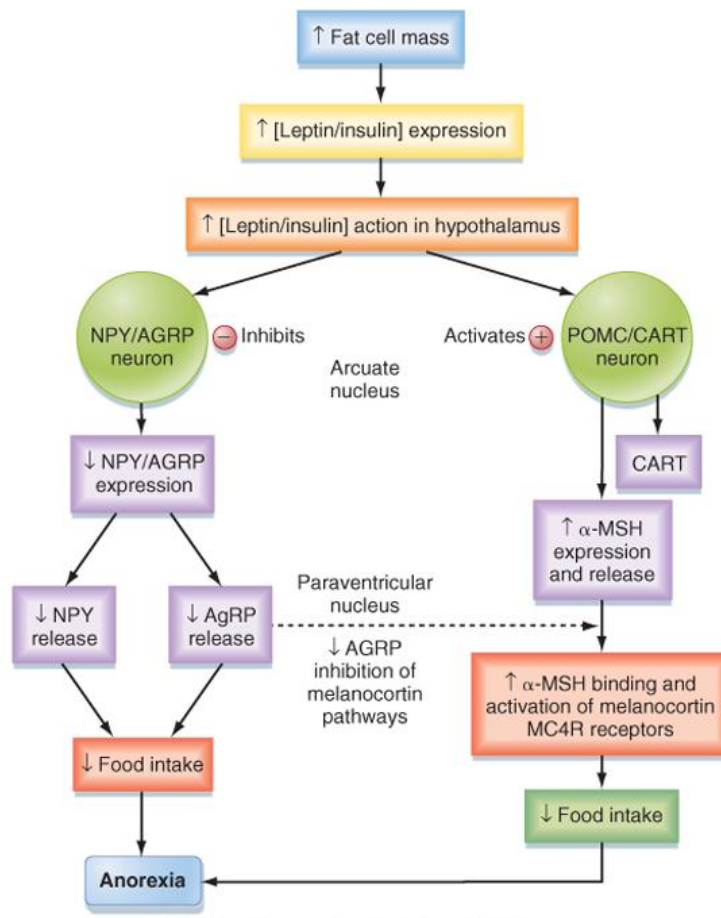 ↑ Fat cell mass
↑ [Leptin/insulin] expression
↑ [Leptin/insulin] action in hypothalamus
NPY/AGRP
neuron
− Inhibits
Activates +
POMC/CART
neuron
Arcuate
nucleus
↓ NPY/AGRP
expression
CART
↑ α-MSH
expression
and release
↓ NPY
release
↓ AgRP
release
Paraventricular
nucleus
↓ AGRP
inhibition of
melanocortin
pathways
↑ α-MSH binding and
activation of melanocortin
MC4R receptors
↓ Food intake
↓ Food intake
Anorexia